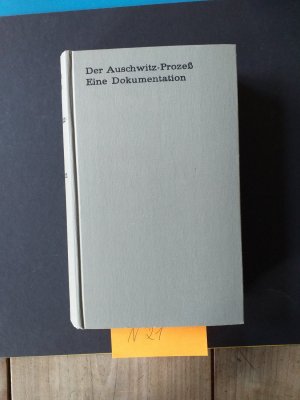 Der Auschwitz-Prozeß
Eine Dokumentation
N 21